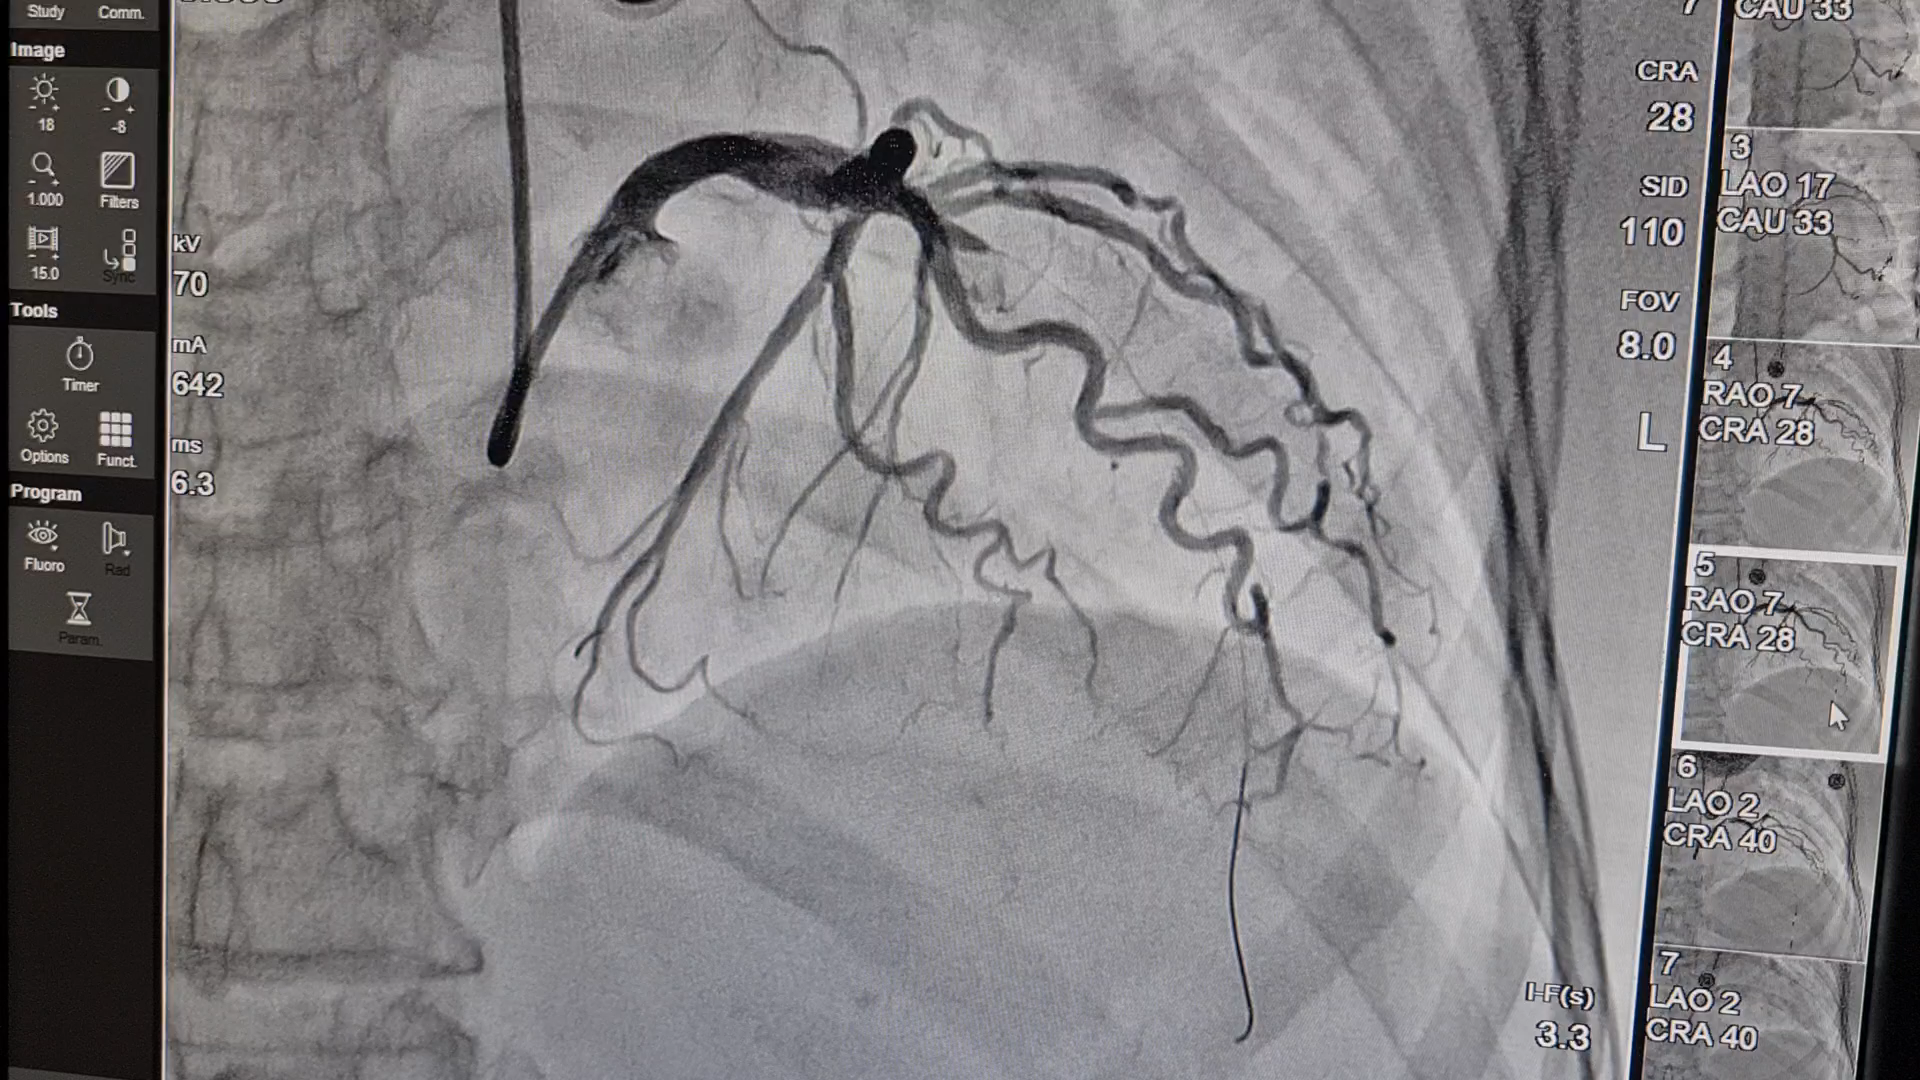 Study Comm.
Image
18 -8
1.000 Filters
15.0 Sync
Tools
Timer
Options Funct.
Program
Fluoro Rad
Param.
kV
70
mA
642
ms
6.3
7
CRA
28
SID
110
FOV
8.0
L
I-F(s)
3.3
CAU 33
3
LAO 17
CAU 33
4
RAO 7
CRA 28
5
RAO 7
CRA 28
6
LAO 2
CRA 40
7
LAO 2
CRA 40